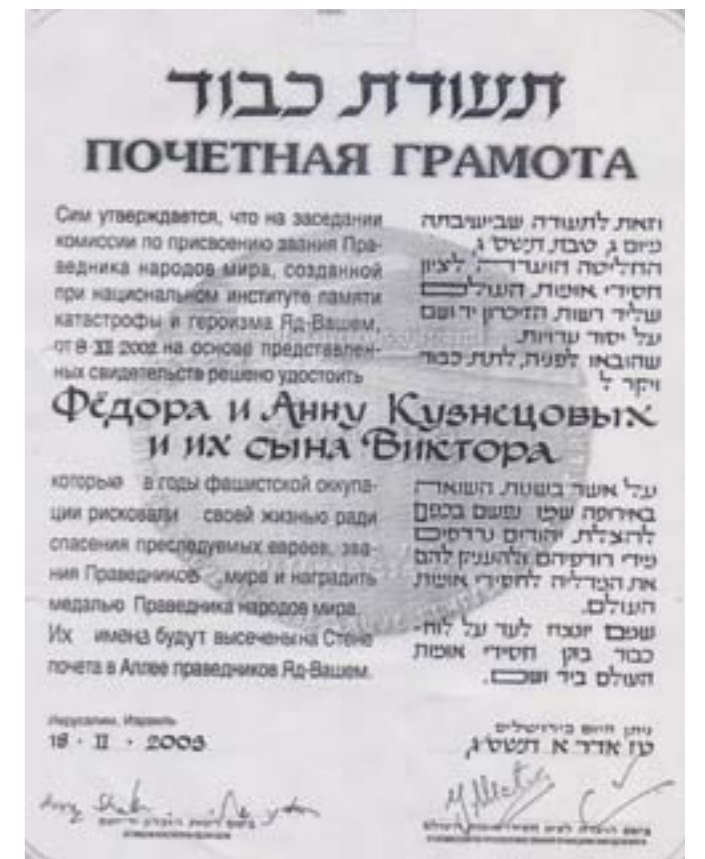 תעודת כבוד
ПОЧЕТНАЯ ГРАМОТА
Сим утверждается, что на заседании
комиссии по присвоению звания Пра-
ведника народов мира, созданной
при национальном институте памяти
катастрофы и героизма Яд-Вашем,
от 8 XII 2002 на основе представлен-
ных свидетельств решено удостоить
וזאת לתעודה שבישיבתה
מיום ג, טבת, תשס"ג,
החליטה הועדה לציון
חסידי אומות העולם
שליד רשות הזיכרון יד ושם
על יסוד עדויות
שהובאו לפניה, לתת כבוד
ויקר ל
Фёдора и Анну Кузнецовых
и их сына Виктора
которые в годы фашистской оккупа-
ции рисковали своей жизнью ради
спасения преследуемых евреев, зва-
ния Праведников мира и наградить
медалью Праведника народов мира.
Их имена будут высечены на Стене
почета в Аллее праведников Яд-Вашем.
על אשר בשנות השואה
באירופה שמו נפשם בכפם
להצלת יהודים נרדפים
מידי רודפיהם ולהעניק להם
את המדליה לחסידי אומות
העולם.
שמם יונצח לעד על לוח-
כבוד בגן חסידי אומות
העולם ביד ושם.
Иерусалим, Израиль
18 · II · 2003
ניתן היום בירושלים
טז אדר א תשס"ג,